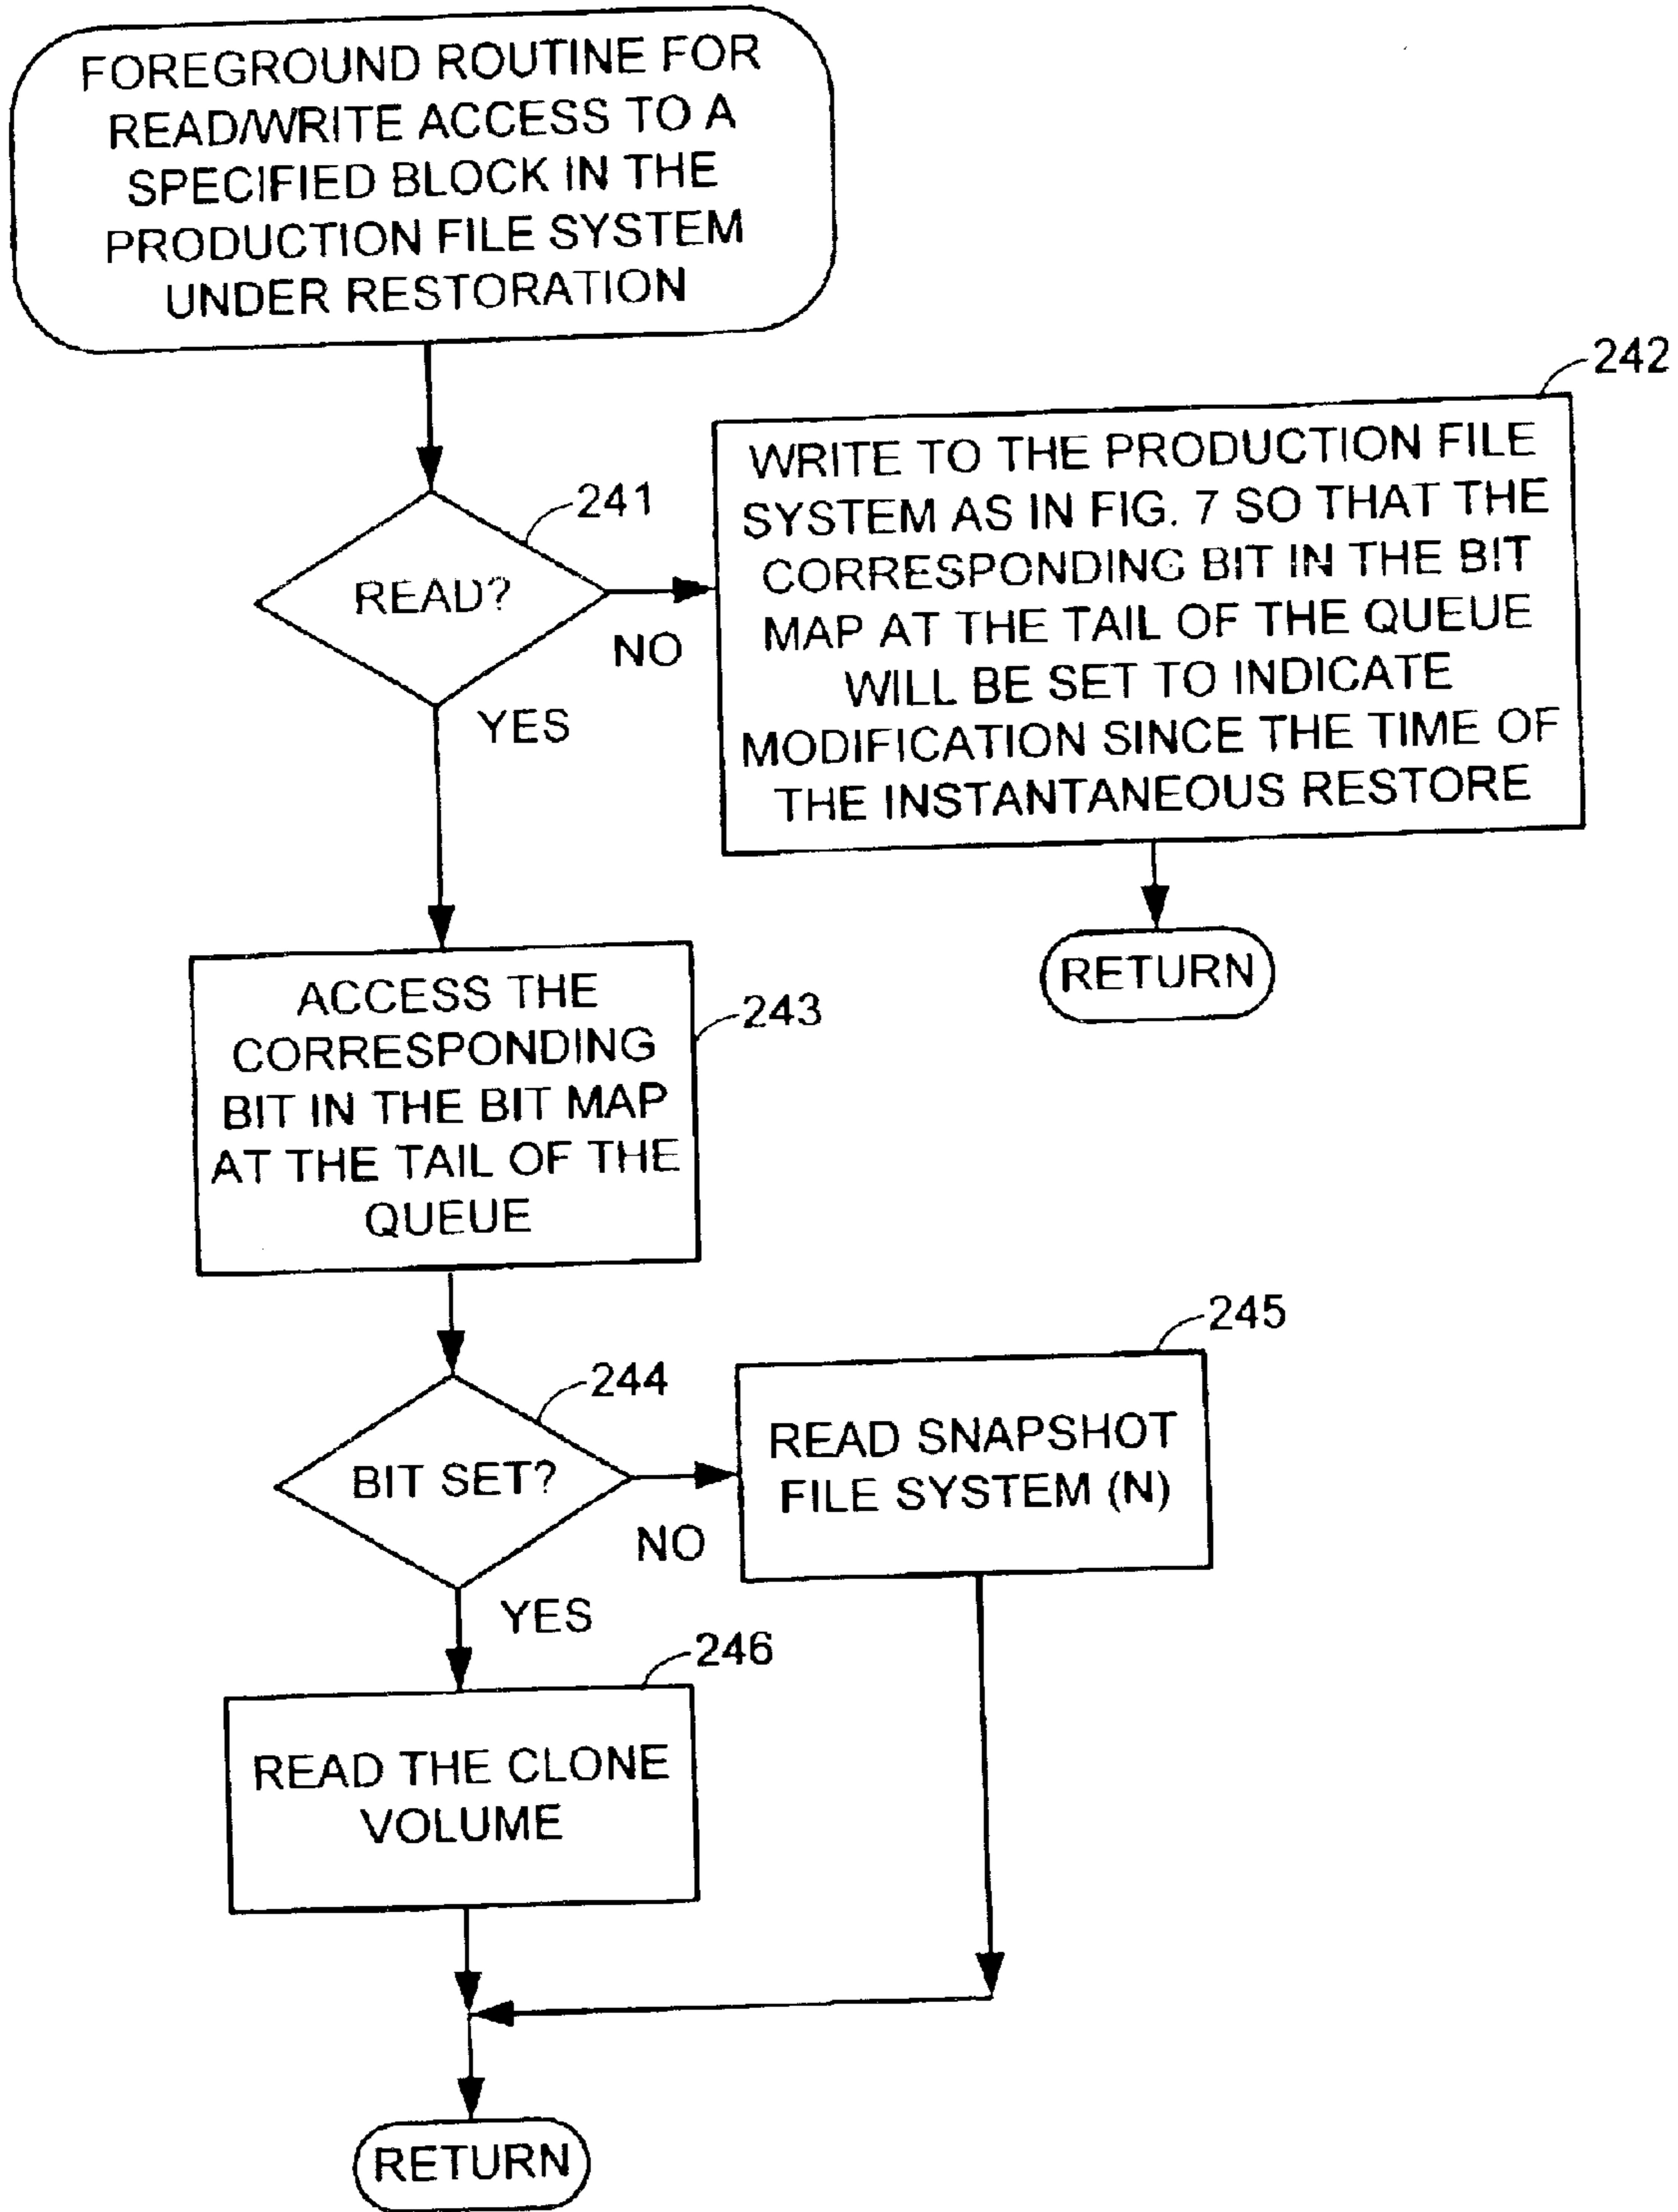 FOREGROUND ROUTINE FOR
READ/WRITE ACCESS TO A
SPECIFIED BLOCK IN THE
PRODUCTION FILE SYSTEM
UNDER RESTORATION
241
READ?
NO
YES
242
WRITE TO THE PRODUCTION FILE
SYSTEM AS IN FIG. 7 SO THAT THE
CORRESPONDING BIT IN THE BIT
MAP AT THE TAIL OF THE QUEUE
WILL BE SET TO INDICATE
MODIFICATION SINCE THE TIME OF
THE INSTANTANEOUS RESTORE
RETURN
243
ACCESS THE
CORRESPONDING
BIT IN THE BIT MAP
AT THE TAIL OF THE
QUEUE
244
BIT SET?
NO
YES
245
READ SNAPSHOT
FILE SYSTEM (N)
246
READ THE CLONE
VOLUME
RETURN